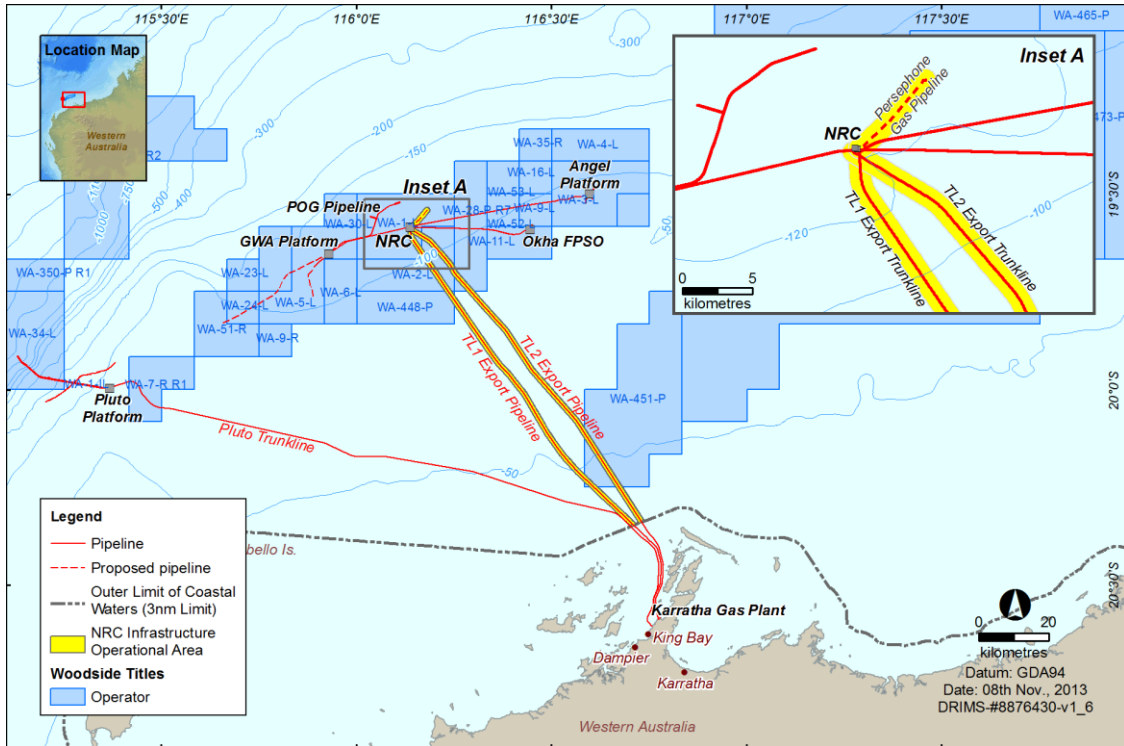 115°30'E
116°0'E
116°30'E
117°0'E
117°30'E
Location Map
Western
Australia
R2
-1000
-500
-400
-300
-200
-150
-300
WA-465-P
473-P
WA-35-R
WA-4-L
WA-16-L
Angel
Platform
WA-53-L
WA-9-L
WA-3-L
WA-28-P R7
WA-52-L
WA-11-L
Okha FPSO
-50
Inset A
POG Pipeline
WA-30-L
WA-1-
NRC
GWA Platform
-100
WA-2-L
WA-350-P R1
WA-23-L
WA-24-L
WA-5-L
WA-6-L
WA-448-P
WA-51-R
WA-9-R
WA-34-L
WA-1-IL
WA-7-R R1
Pluto
Platform
Pluto Trunkline
TL1 Export Pipeline
TL2 Export Pipeline
WA-451-P
-50
Inset A
Persephone
Gas Pipeline
NRC
TL1 Export Trunkline
TL2 Export Trunkline
-100
-120
0 5
kilometres
19°30'S
20°0'S
20°30'S
Legend
Pipeline
Proposed pipeline
Outer Limit of Coastal
Waters (3nm Limit)
NRC Infrastructure
Operational Area
Woodside Titles
Operator
bello Is.
Karratha Gas Plant
King Bay
Dampier
Karratha
Western Australia
0 20
kilometres
Datum: GDA94
Date: 08th Nov., 2013
DRIMS-#8876430-v1_6